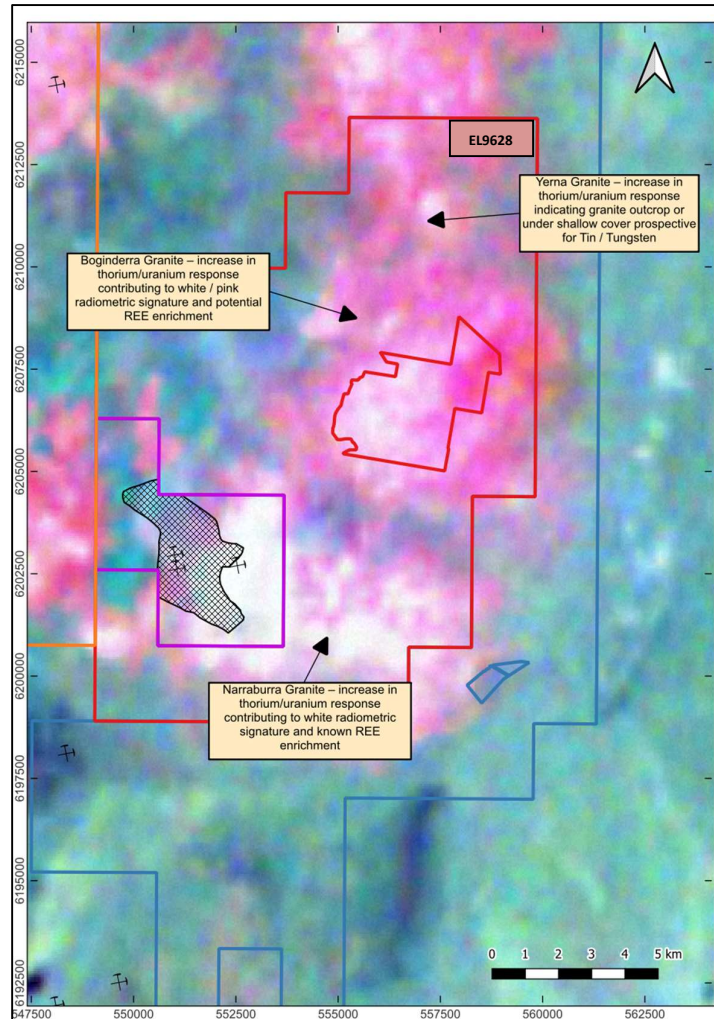 6215000
6212500
6210000
6207500
6205000
6202500
6200000
6197500
6195000
6192500
EL9628
Yerna Granite – increase in
thorium/uranium response
indicating granite outcrop or
under shallow cover prospective
for Tin / Tungsten
Boginderra Granite – increase in
thorium/uranium response
contributing to white / pink
radiometric signature and potential
REE enrichment
Narraburra Granite – increase in
thorium/uranium response
contributing to white radiometric
signature and known REE
enrichment
0 1 2 3 4 5 km
547500 550000 552500 555000 557500 560000 562500